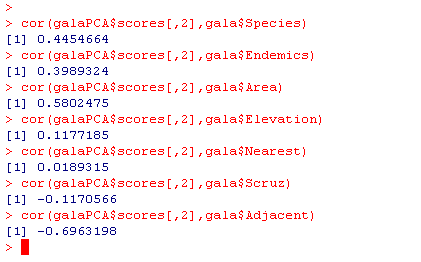 >
> cor(galaPCA$scores[,2],gala$Species)
[1] 0.4454664
> cor(galaPCA$scores[,2],gala$Endemics)
[1] 0.3989324
> cor(galaPCA$scores[,2],gala$Area)
[1] 0.5802475
> cor(galaPCA$scores[,2],gala$Elevation)
[1] 0.1177185
> cor(galaPCA$scores[,2],gala$Nearest)
[1] 0.0189315
> cor(galaPCA$scores[,2],gala$Scruz)
[1] -0.1170566
> cor(galaPCA$scores[,2],gala$Adjacent)
[1] -0.6963198
>